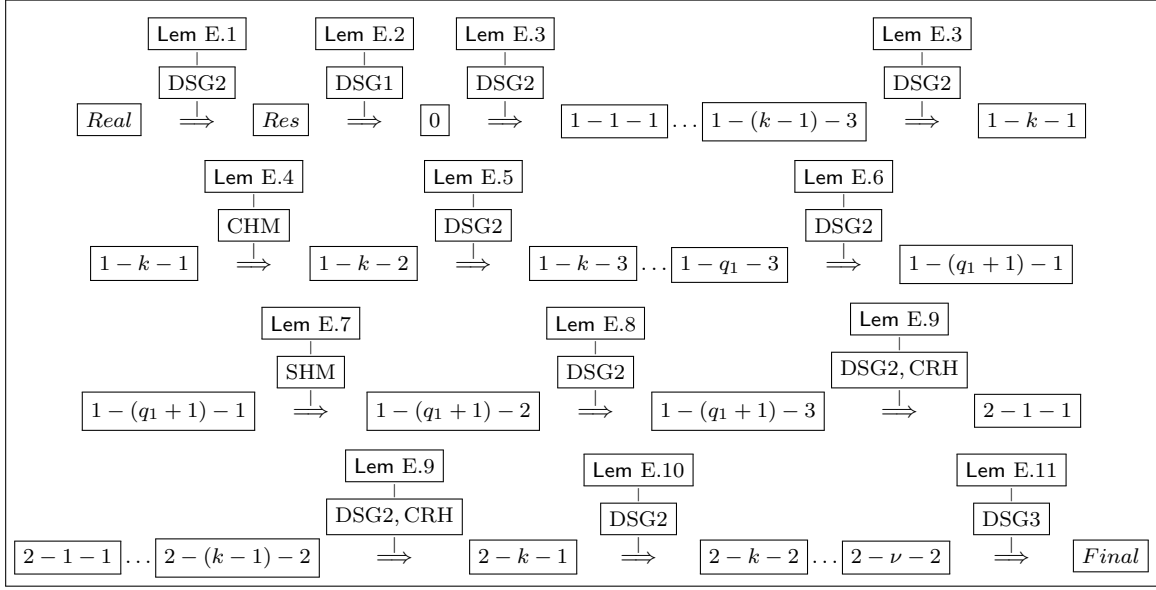 Lem E.1 Lem E.2 Lem E.3 Lem E.3
DSG2 DSG1 DSG2 DSG2
Real ⟹ Res ⟹ 0 ⟹ 1 − 1 − 1 ... 1 − (k − 1) − 3 ⟹ 1 − k − 1
Lem E.4 Lem E.5 Lem E.6
CHM DSG2 DSG2
1 − k − 1 ⟹ 1 − k − 2 ⟹ 1 − k − 3 ... 1 − q₁ − 3 ⟹ 1 − (q₁ + 1) − 1
Lem E.7 Lem E.8 Lem E.9
SHM DSG2 DSG2, CRH
1 − (q₁ + 1) − 1 ⟹ 1 − (q₁ + 1) − 2 ⟹ 1 − (q₁ + 1) − 3 ⟹ 2 − 1 − 1
Lem E.9 Lem E.10 Lem E.11
DSG2, CRH DSG2 DSG3
2 − 1 − 1 ... 2 − (k − 1) − 2 ⟹ 2 − k − 1 ⟹ 2 − k − 2 ... 2 − ν − 2 ⟹ Final